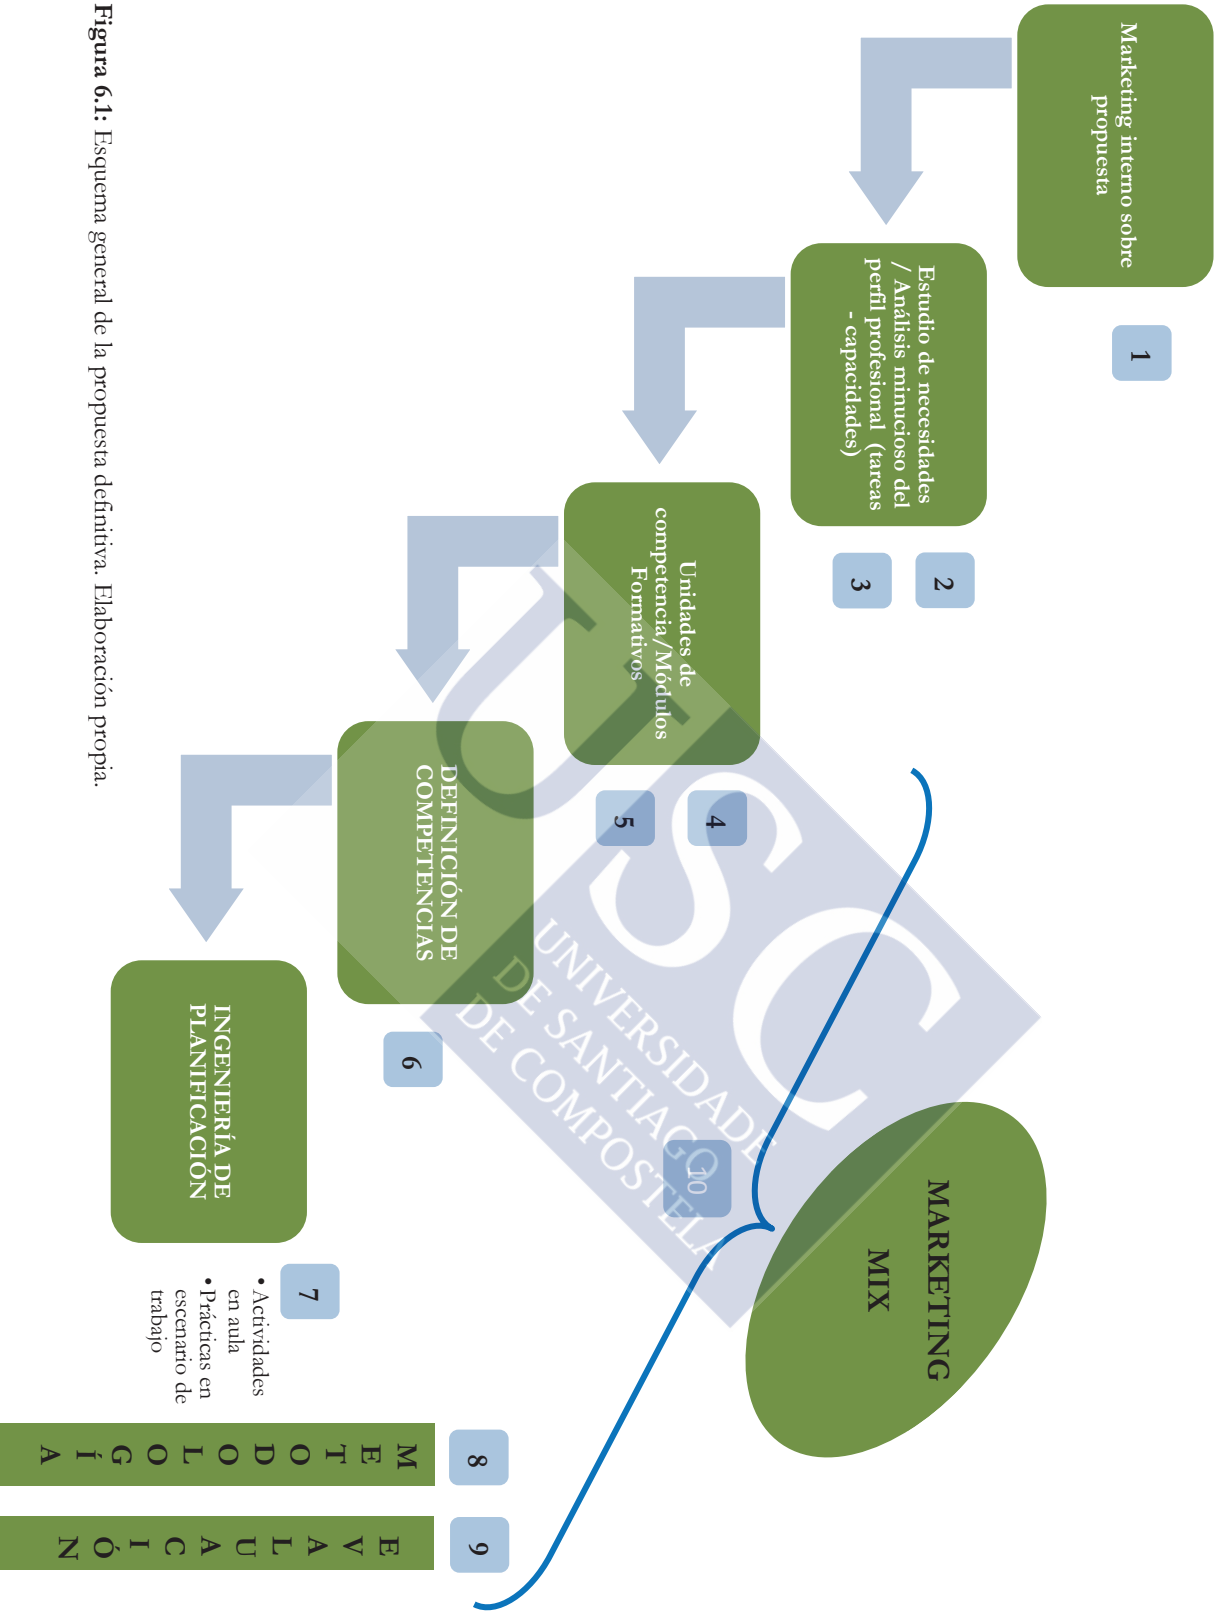 Marketing interno sobre
propuesta
1
Estudio de necesidades
/ Análisis minucioso del
perfil profesional (tareas
- capacidades)
2
3
Unidades de
competencia/Módulos
Formativos
4
5
DEFINICIÓN DE
COMPETENCIAS
6
INGENIERÍA DE
PLANIFICACIÓN
7
• Actividades
en aula
• Prácticas en
escenario de
trabajo
8
METODOLOGÍA
9
EVALUACIÓN
10
MARKETING
MIX
USC
UNIVERSIDADE
DE SANTIAGO
DE COMPOSTELA
Figura 6.1: Esquema general de la propuesta definitiva. Elaboración propia.